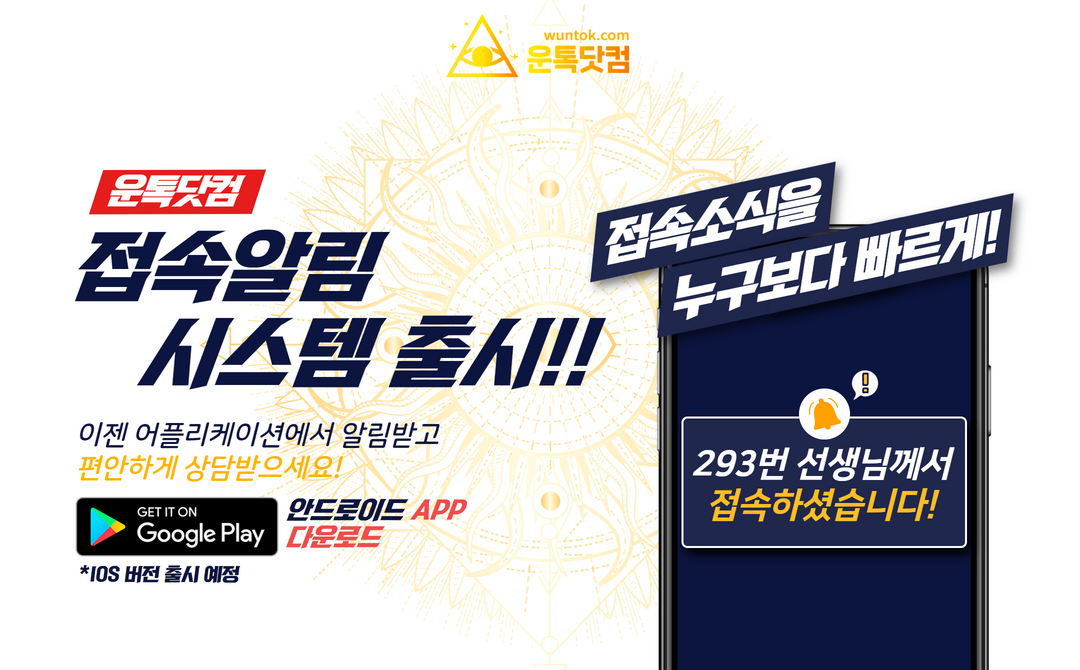 wuntok.com
운톡닷컴
운톡닷컴
접속알림
시스템 출시!!
이젠 어플리케이션에서 알림받고
편안하게 상담받으세요!
GET IT ON
Google Play
안드로이드 APP
다운로드
*IOS 버전 출시 예정
접속소식을
누구보다 빠르게!
!
293번 선생님께서
접속하셨습니다!